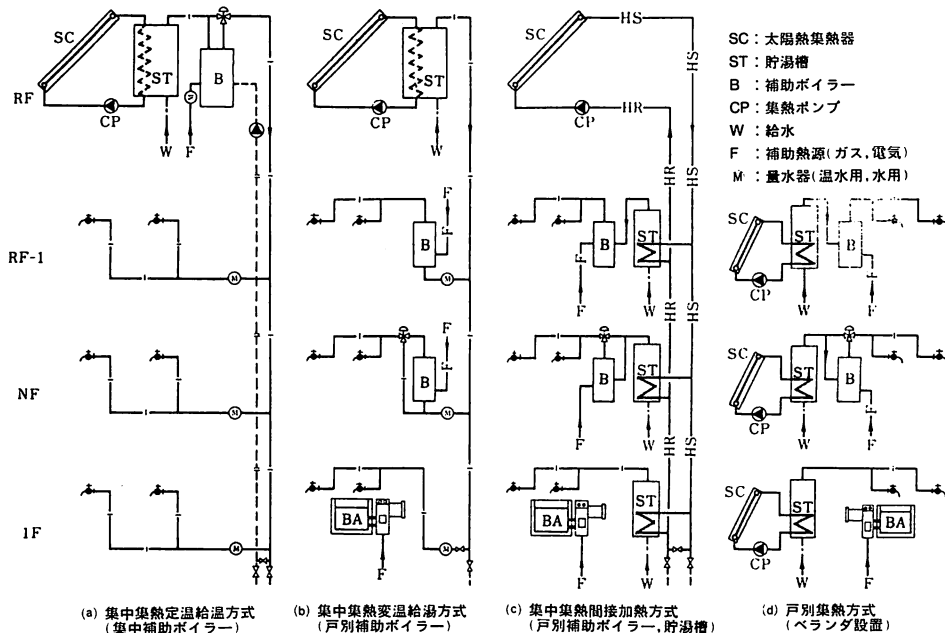 SC
ST
B
RF
CP
M
W
F
SC
ST
CP
W
SC
HS
HS
CP
HR
HR
SC：太陽熱集熱器
ST：貯湯槽
B：補助ボイラー
CP：集熱ポンプ
W：給水
F：補助熱源(ガス,電気)
M：量水器(温水用,水用)
RF-1
M
F
F
B
M
B
ST
F
F
W
HR
HS
SC
ST
B
CP
F
F
W
NF
M
F
F
B
M
B
ST
F
W
HR
HS
SC
ST
B
CP
F
F
W
1F
M
BA
M
F
BA
ST
F
W
SC
ST
BA
CP
W
F
(a) 集中集熱定温給温方式
(集中補助ボイラー)
(b) 集中集熱変温給湯方式
(戸別補助ボイラー)
(c) 集中集熱間接加熱方式
(戸別補助ボイラー,貯湯槽)
(d) 戸別集熱方式
(ベランダ設置)